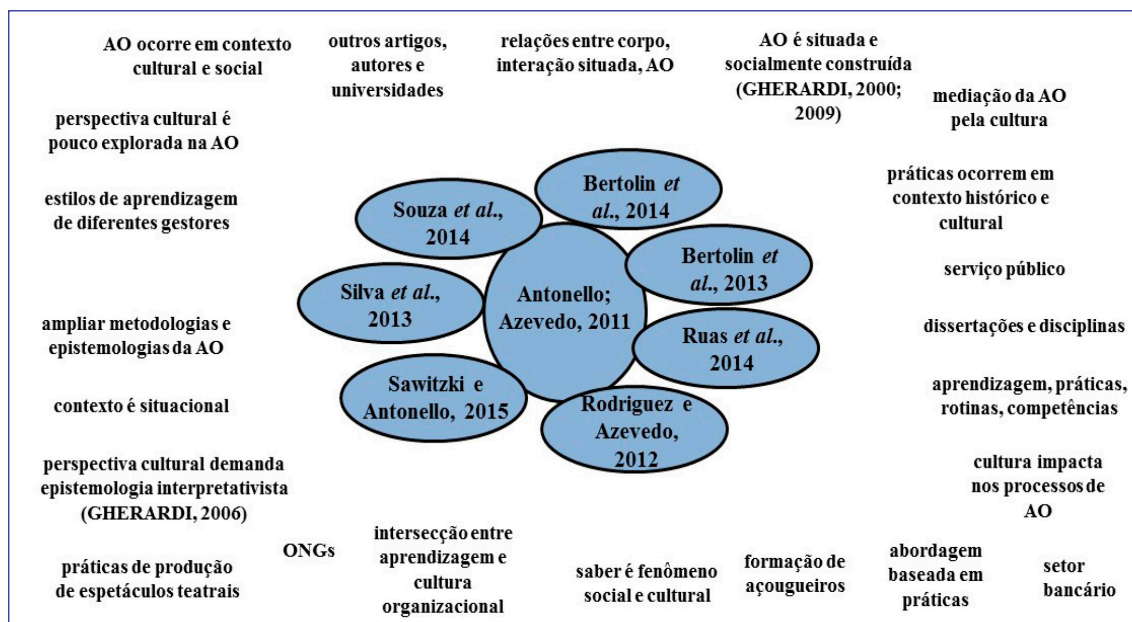 AO ocorre em contexto
cultural e social
outros artigos,
autores e
universidades
relações entre corpo,
interação situada, AO
AO é situada e
socialmente construída
(GHERARDI, 2000;
2009)
mediação da AO
pela cultura
perspectiva cultural é
pouco explorada na AO
práticas ocorrem em
contexto histórico e
cultural
estilos de aprendizagem
de diferentes gestores
Souza et al.,
2014
Bertolin et
al., 2014
Bertolin et
al., 2013
serviço público
Silva et al.,
2013
Antonello;
Azevedo, 2011
Ruas et al.,
2014
dissertações e disciplinas
ampliar metodologias e
epistemologias da AO
Sawitzki e
Antonello, 2015
Rodriguez e
Azevedo,
2012
aprendizagem, práticas,
rotinas, competências
contexto é situacional
perspectiva cultural demanda
epistemologia interpretativista
(GHERARDI, 2006)
cultura impacta
nos processos de
AO
práticas de produção
de espetáculos teatrais
ONGs
intersecção entre
aprendizagem e
cultura
organizacional
saber é fenômeno
social e cultural
formação de
açougueiros
abordagem
baseada em
práticas
setor
bancário